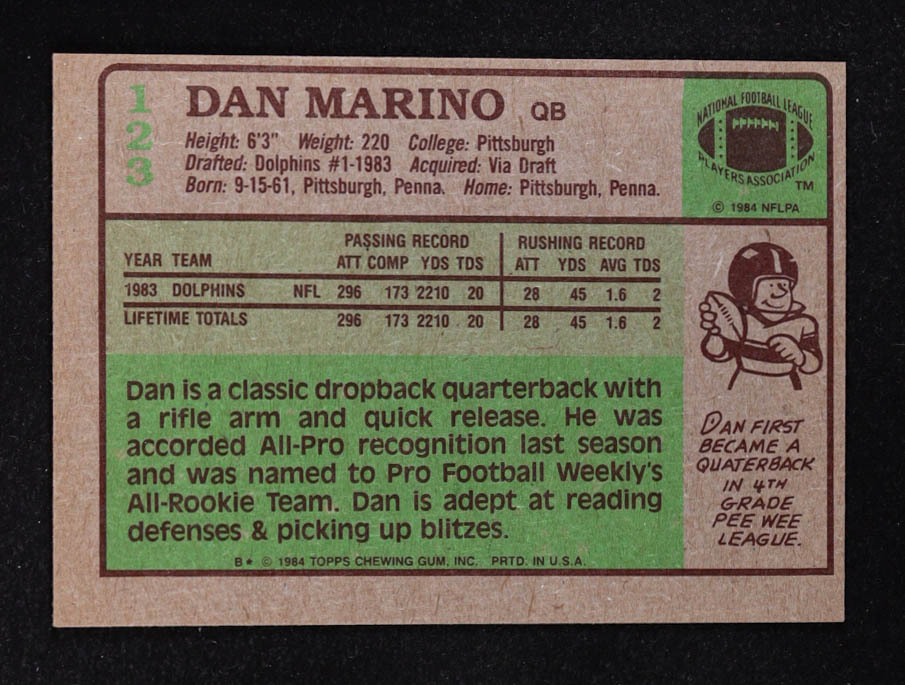 123
DAN MARINO QB
Height: 6'3" Weight: 220 College: Pittsburgh
Drafted: Dolphins #1-1983 Acquired: Via Draft
Born: 9-15-61, Pittsburgh, Penna. Home: Pittsburgh, Penna.
NATIONAL FOOTBALL LEAGUE
PLAYERS ASSOCIATION
TM
© 1984 NFLPA
PASSING RECORD RUSHING RECORD
YEAR TEAM ATT COMP YDS TDS ATT YDS AVG TDS
1983 DOLPHINS NFL 296 173 2210 20 28 45 1.6 2
LIFETIME TOTALS 296 173 2210 20 28 45 1.6 2
Dan is a classic dropback quarterback with
a rifle arm and quick release. He was
accorded All-Pro recognition last season
and was named to Pro Football Weekly's
All-Rookie Team. Dan is adept at reading
defenses & picking up blitzes.
DAN FIRST
BECAME A
QUATERBACK
IN 4TH
GRADE
PEE WEE
LEAGUE.
B* © 1984 TOPPS CHEWING GUM, INC. PRTD. IN U.S.A.